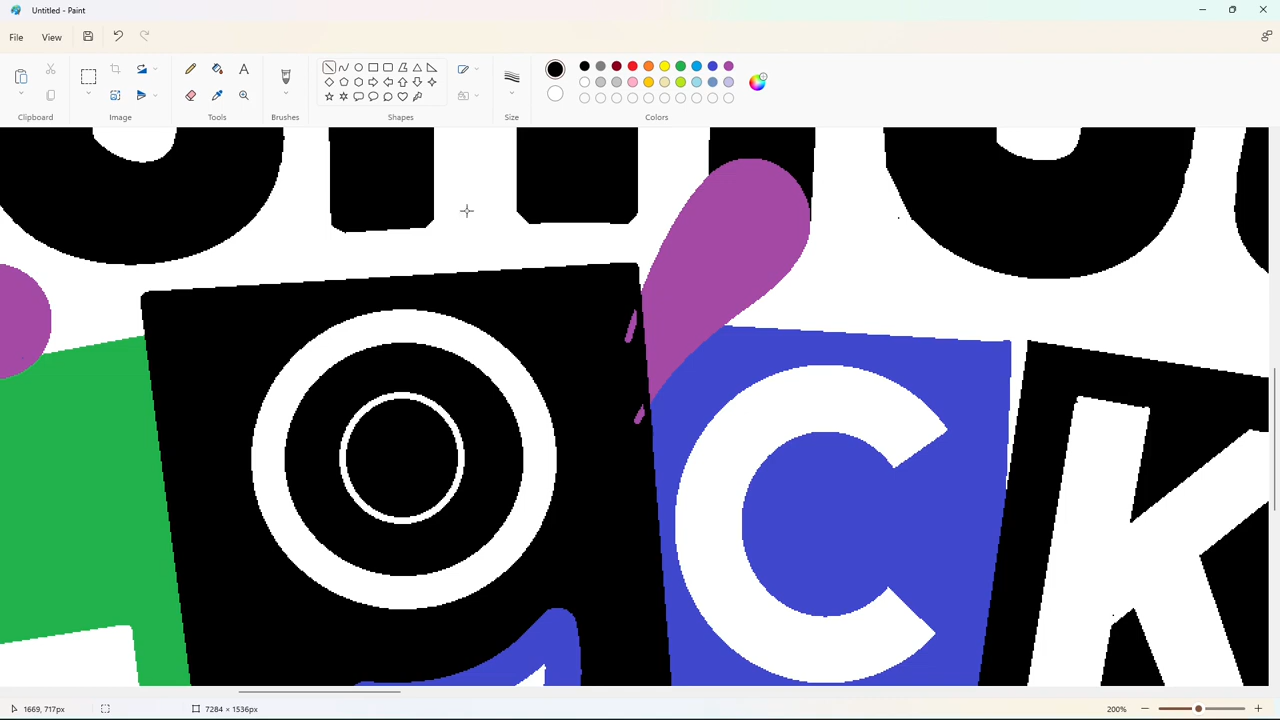 Untitled - Paint
File View
A
Clipboard Image Tools Brushes Shapes Size Colors
O C K
1669, 717px 7284 × 1536px 200%